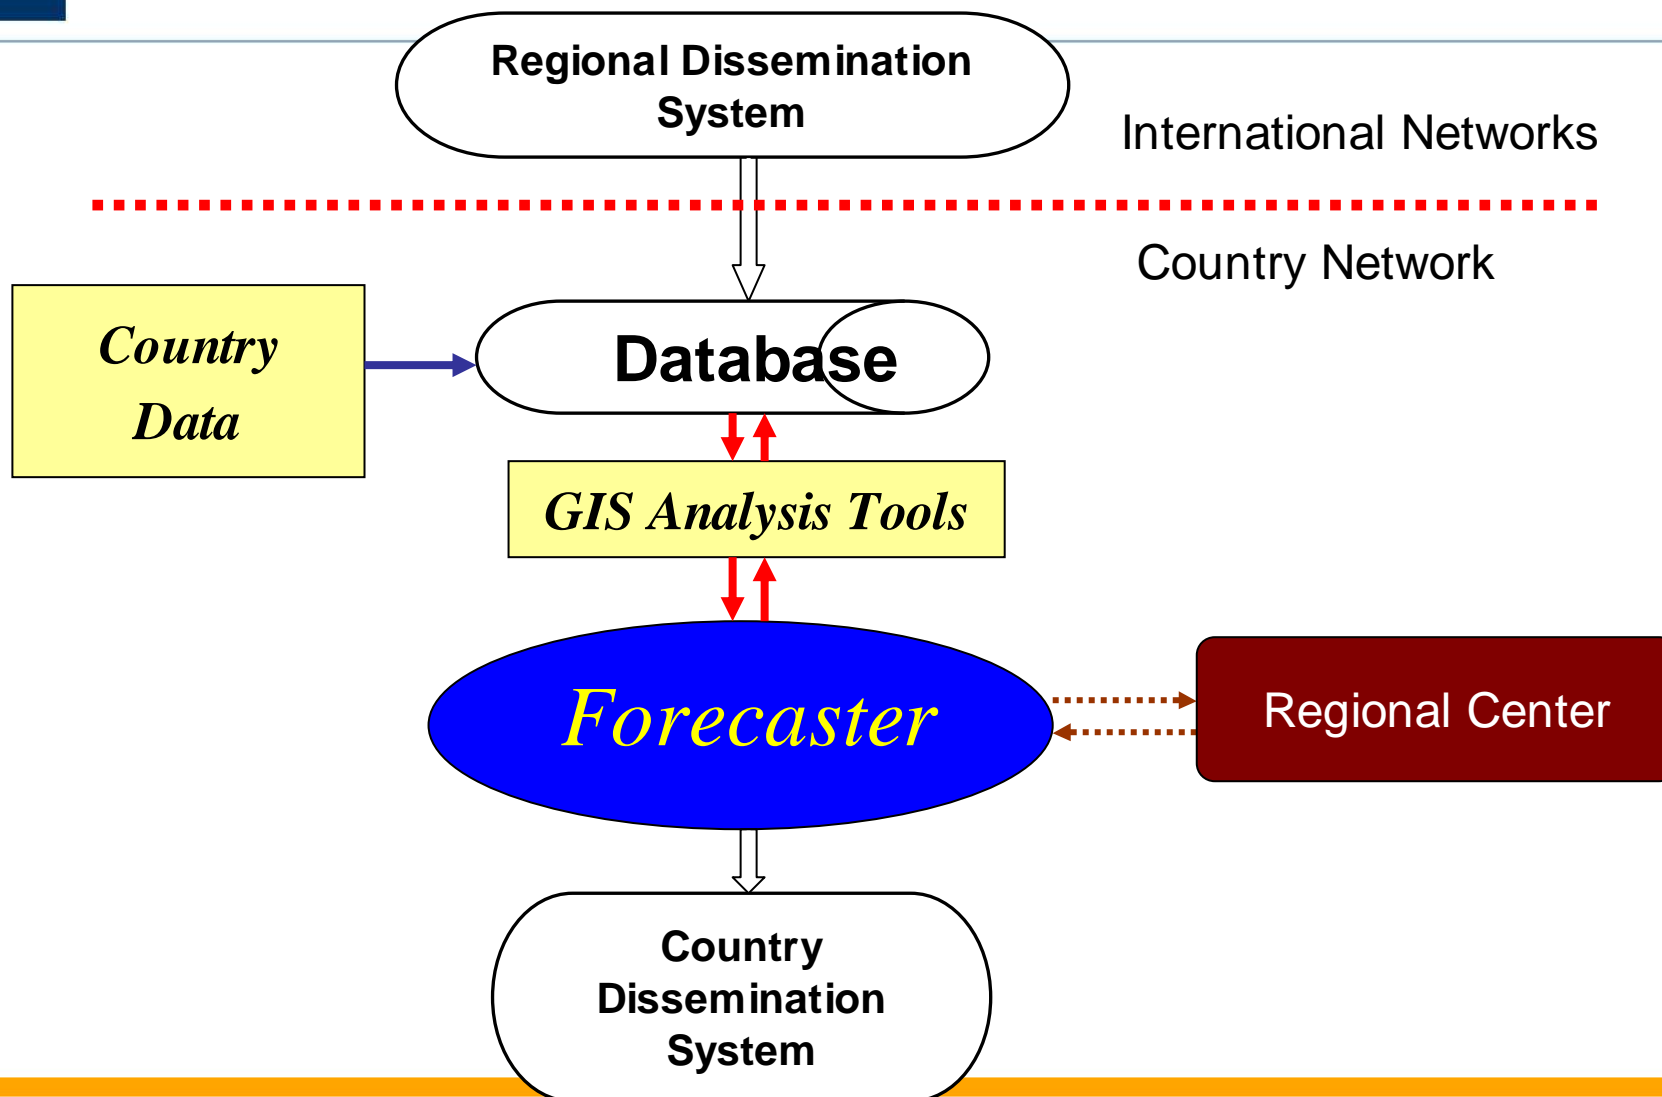 Regional Dissemination
System
International Networks
Country Network
Country
Data
Database
GIS Analysis Tools
Forecaster
Regional Center
Country
Dissemination
System